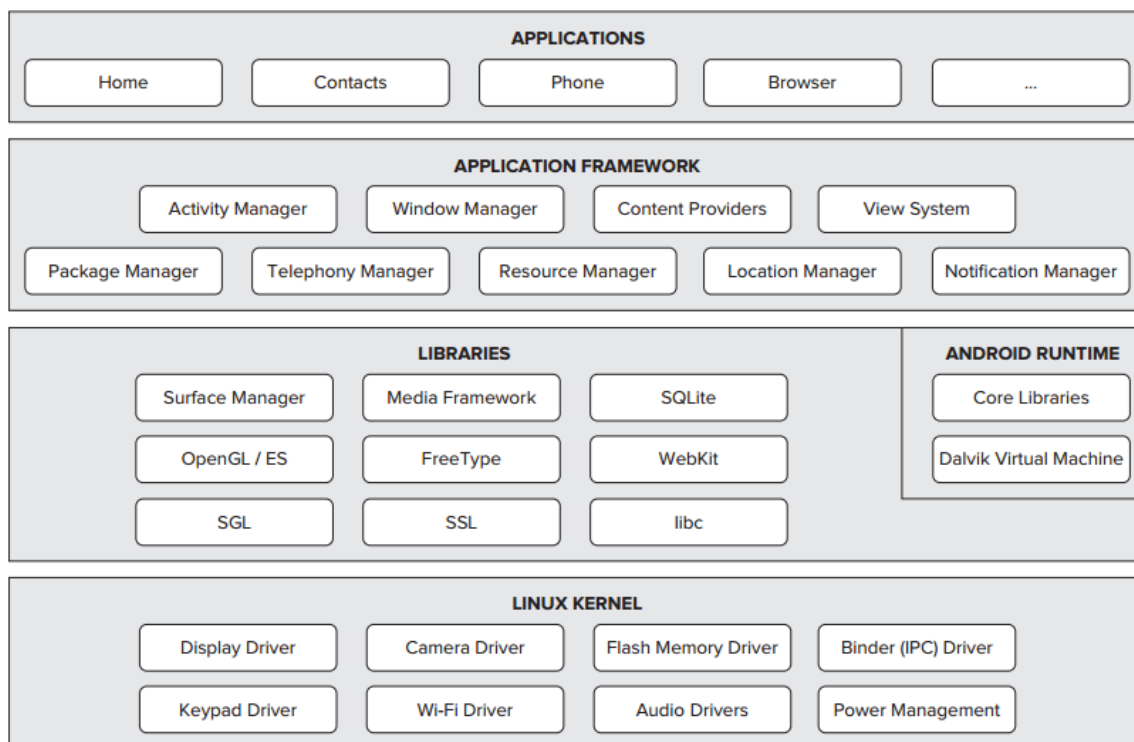 APPLICATIONS
Home Contacts Phone Browser ...
APPLICATION FRAMEWORK
Activity Manager Window Manager Content Providers View System
Package Manager Telephony Manager Resource Manager Location Manager Notification Manager
LIBRARIES ANDROID RUNTIME
Surface Manager Media Framework SQLite Core Libraries
OpenGL / ES FreeType WebKit Dalvik Virtual Machine
SGL SSL libc
LINUX KERNEL
Display Driver Camera Driver Flash Memory Driver Binder (IPC) Driver
Keypad Driver Wi-Fi Driver Audio Drivers Power Management